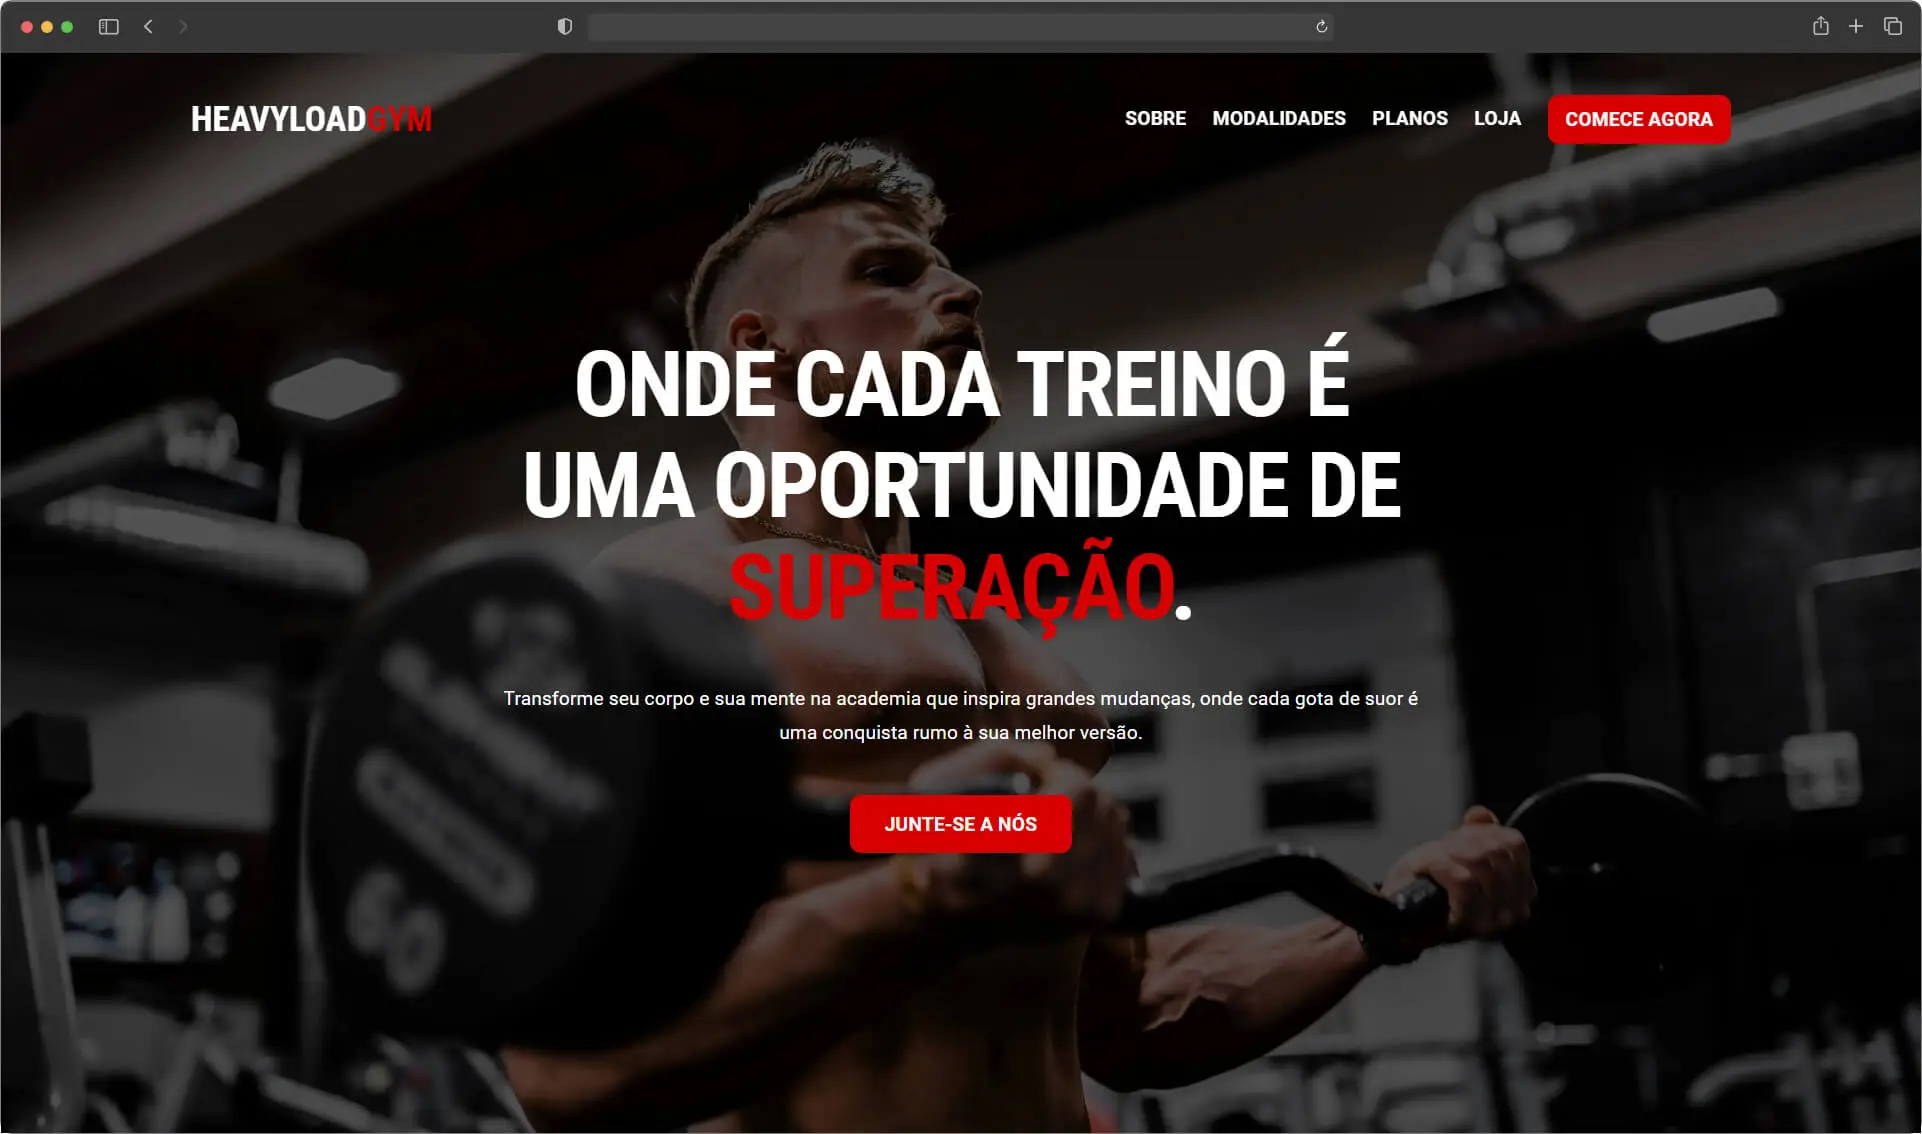 HEAVYLOADGYM
SOBRE MODALIDADES PLANOS LOJA COMECE AGORA
ONDE CADA TREINO É
UMA OPORTUNIDADE DE
SUPERAÇÃO.
Transforme seu corpo e sua mente na academia que inspira grandes mudanças, onde cada gota de suor é
uma conquista rumo à sua melhor versão.
JUNTE-SE A NÓS